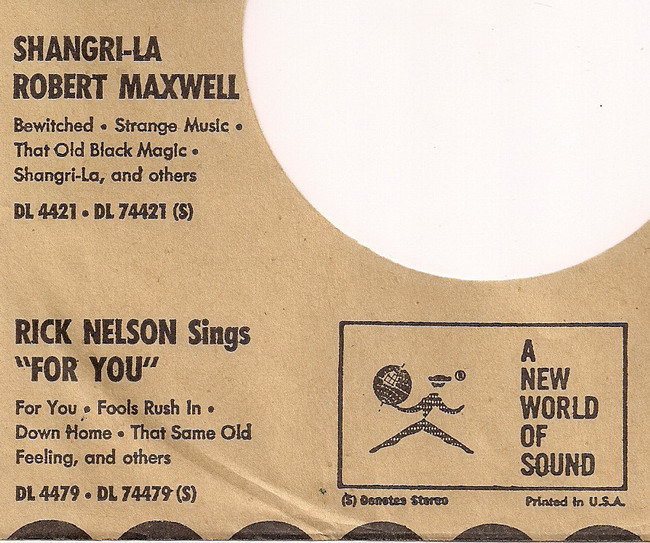 SHANGRI-LA
ROBERT MAXWELL
Bewitched • Strange Music •
That Old Black Magic •
Shangri-La, and others
DL 4421 • DL 74421 (S)
RICK NELSON Sings
"FOR YOU"
For You • Fools Rush In •
Down Home • That Same Old
Feeling, and others
DL 4479 • DL 74479 (S)
A
NEW
WORLD
OF
SOUND
(S) Denotes Stereo
Printed in U.S.A.